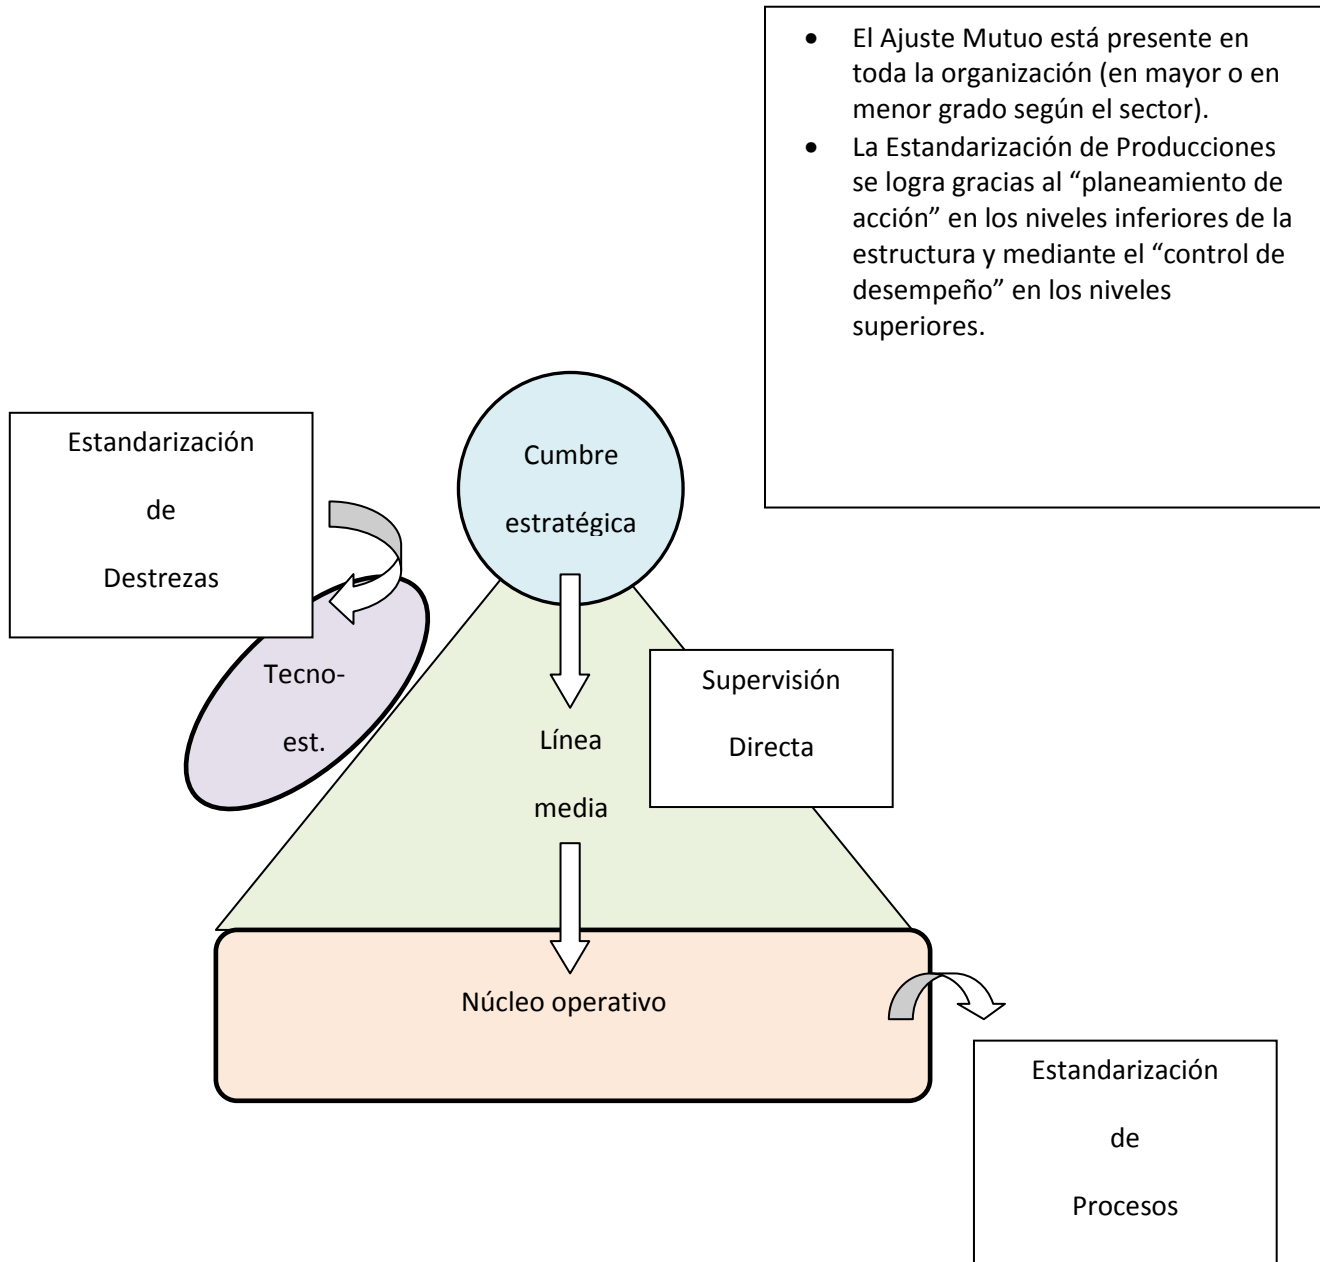 • El Ajuste Mutuo está presente en
toda la organización (en mayor o en
menor grado según el sector).
• La Estandarización de Producciones
se logra gracias al “planeamiento de
acción” en los niveles inferiores de la
estructura y mediante el “control de
desempeño” en los niveles
superiores.
Estandarización
de
Destrezas
Cumbre
estratégica
Tecno-
est.
Supervisión
Directa
Línea
media
Núcleo operativo
Estandarización
de
Procesos